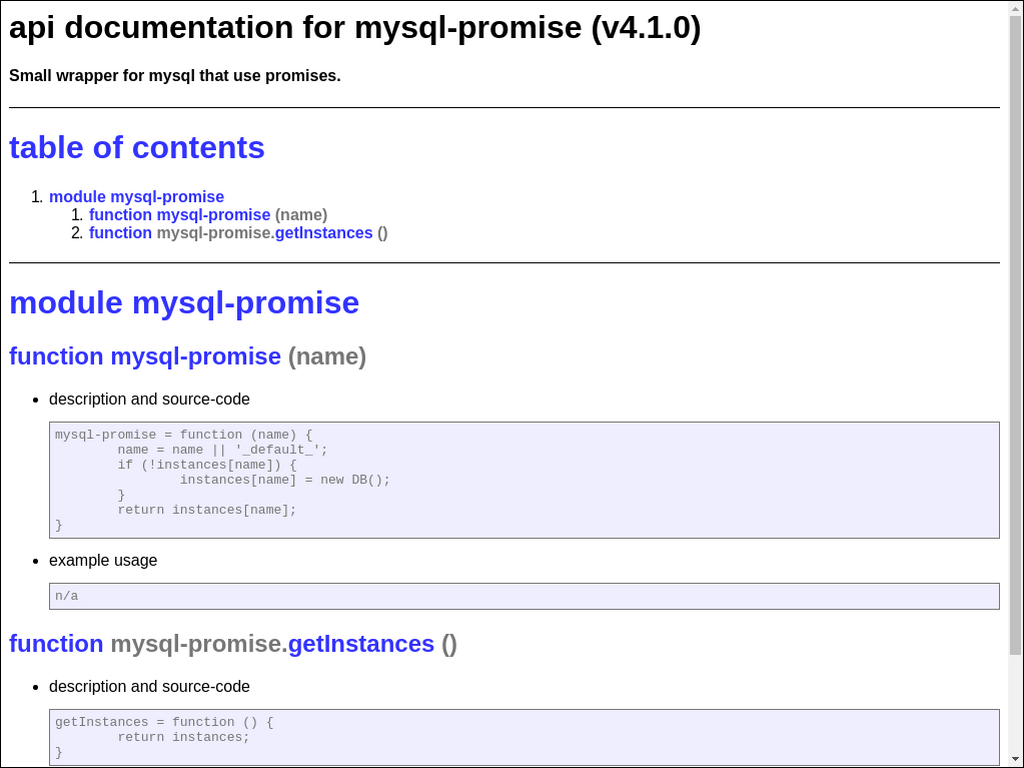 api documentation for mysql-promise (v4.1.0)
Small wrapper for mysql that use promises.
table of contents
1. module mysql-promise
1. function mysql-promise (name)
2. function mysql-promise.getInstances ()
module mysql-promise
function mysql-promise (name)
• description and source-code
mysql-promise = function (name) {
        name = name || '_default_';
        if (!instances[name]) {
                instances[name] = new DB();
        }
        return instances[name];
}
• example usage
n/a
function mysql-promise.getInstances ()
• description and source-code
getInstances = function () {
        return instances;
}